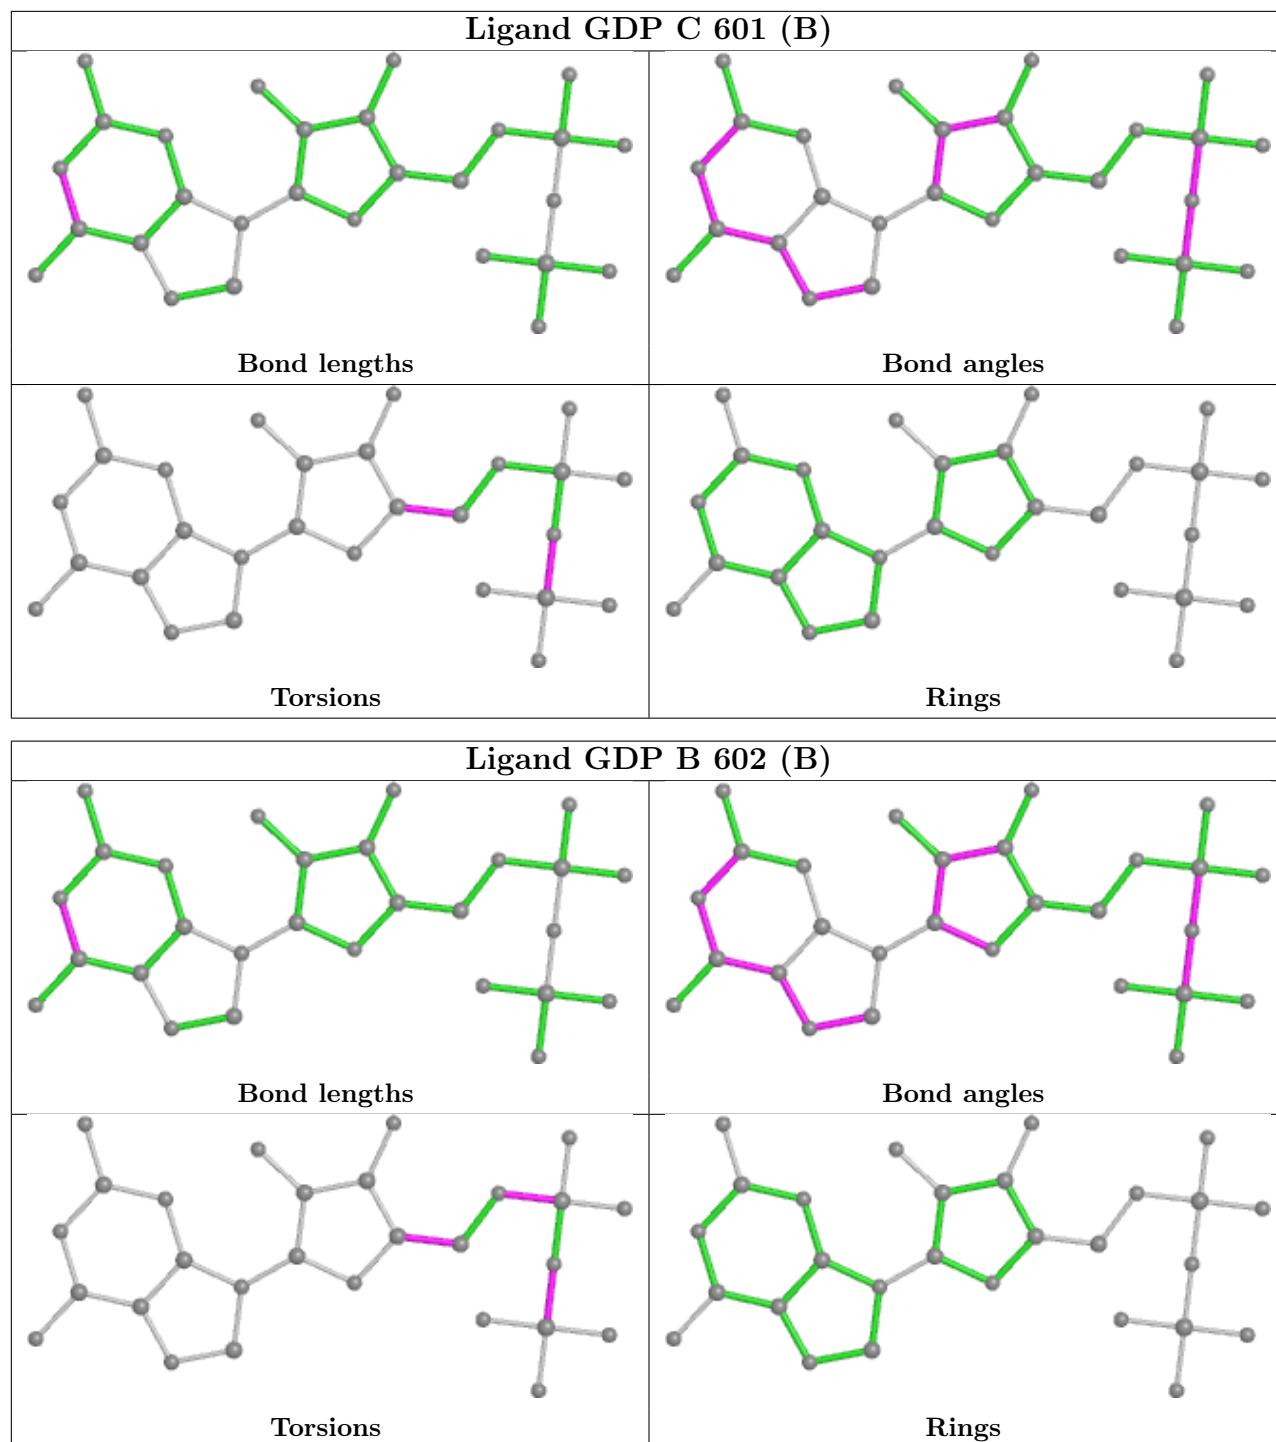 Ligand GDP C 601 (B)
Bond lengths
Bond angles
Torsions
Rings
Ligand GDP B 602 (B)
Bond lengths
Bond angles
Torsions
Rings